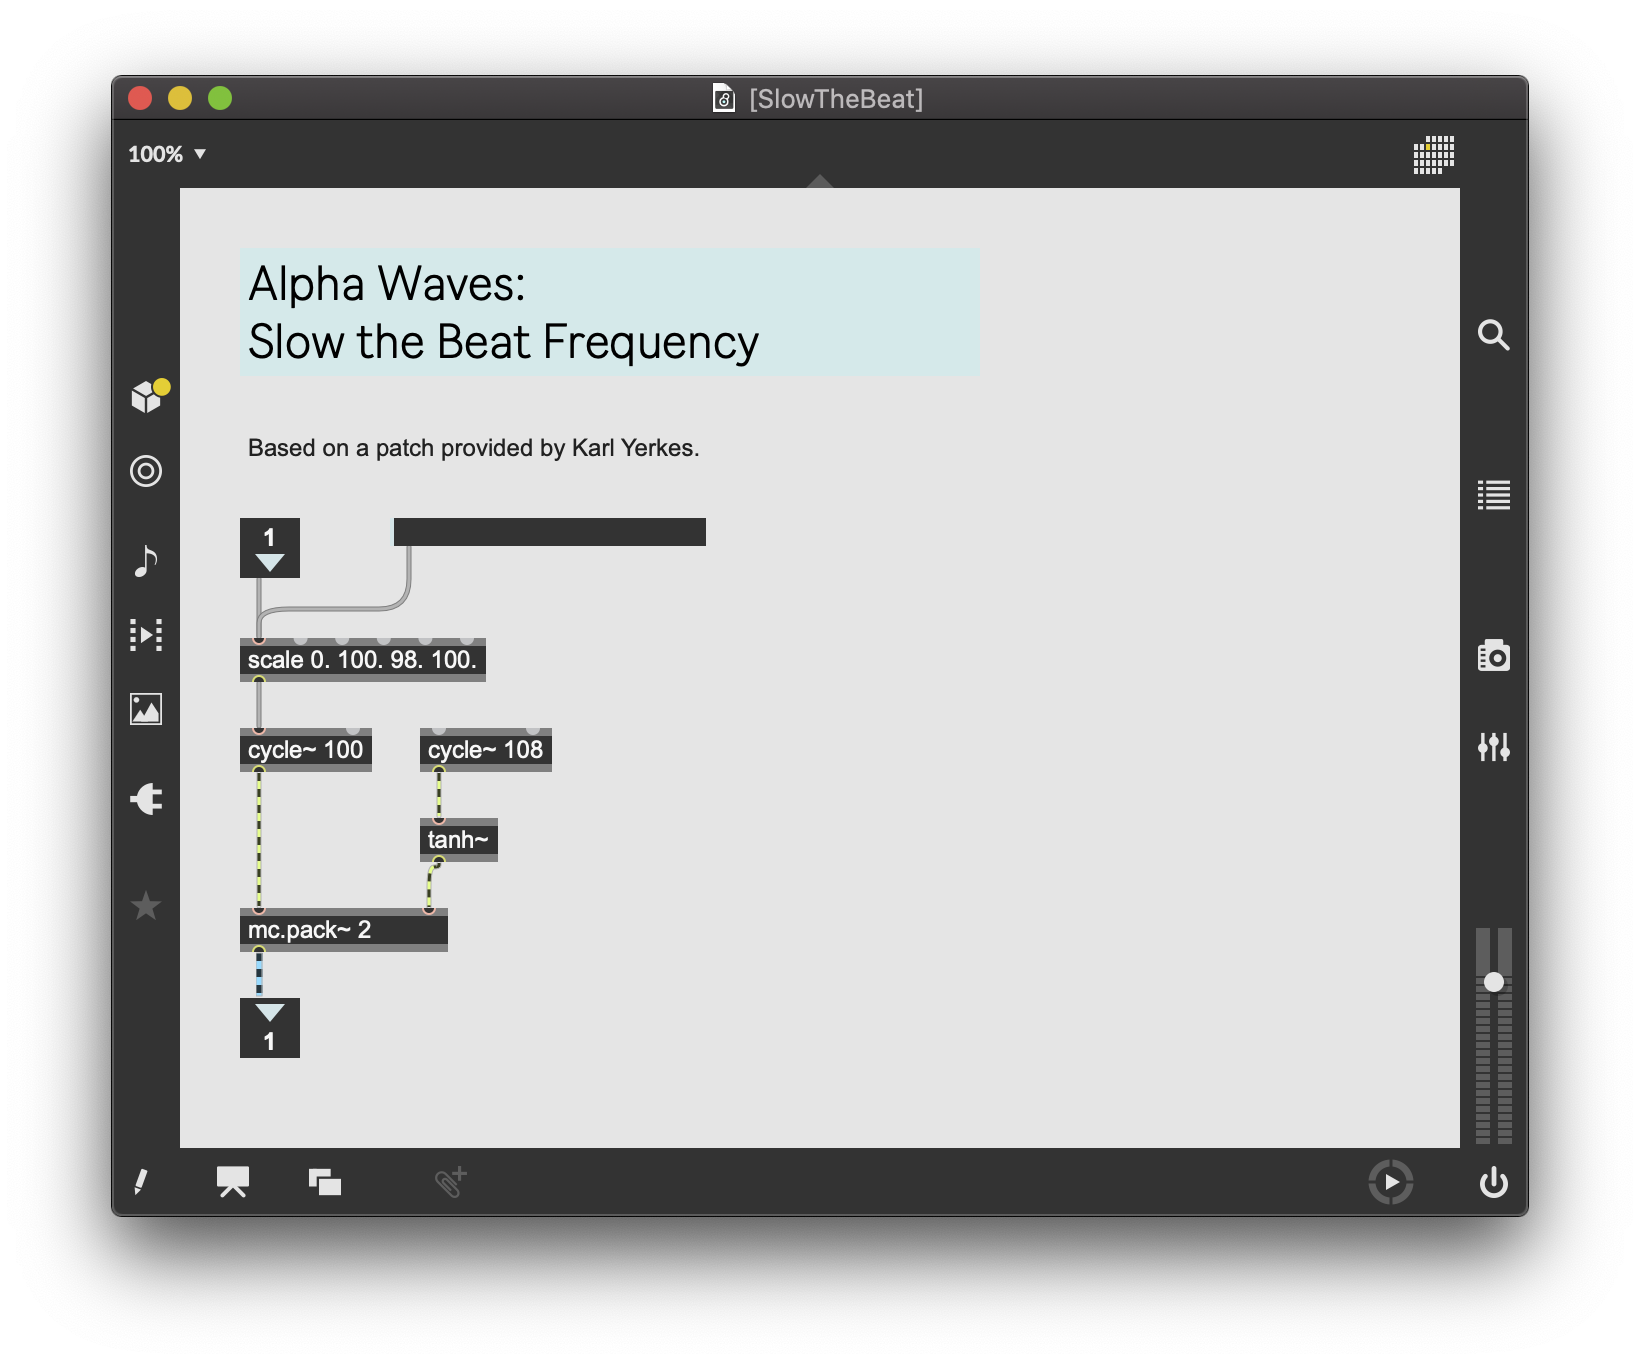 [SlowTheBeat]
100% ▼
Alpha Waves:
Slow the Beat Frequency
Based on a patch provided by Karl Yerkes.
1
scale 0. 100. 98. 100.
cycle~ 100
cycle~ 108
tanh~
mc.pack~ 2
1